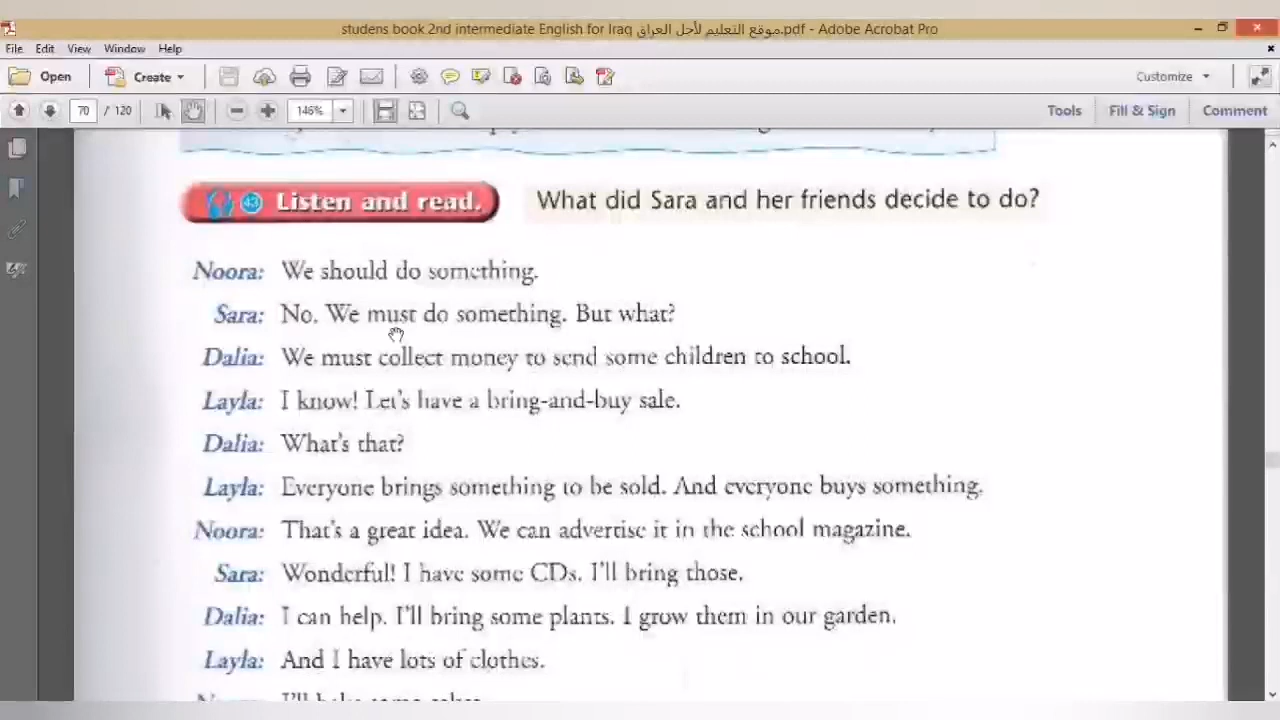 studens book 2nd intermediate English for Iraq موقع التعليم لأجل العراق.pdf - Adobe Acrobat Pro
File Edit View Window Help
Open Create Customize
70 / 120 146% Tools Fill & Sign Comment
43 Listen and read. What did Sara and her friends decide to do?
Noora: We should do something.
Sara: No. We must do something. But what?
Dalia: We must collect money to send some children to school.
Layla: I know! Let's have a bring-and-buy sale.
Dalia: What's that?
Layla: Everyone brings something to be sold. And everyone buys something.
Noora: That's a great idea. We can advertise it in the school magazine.
Sara: Wonderful! I have some CDs. I'll bring those.
Dalia: I can help. I'll bring some plants. I grow them in our garden.
Layla: And I have lots of clothes.